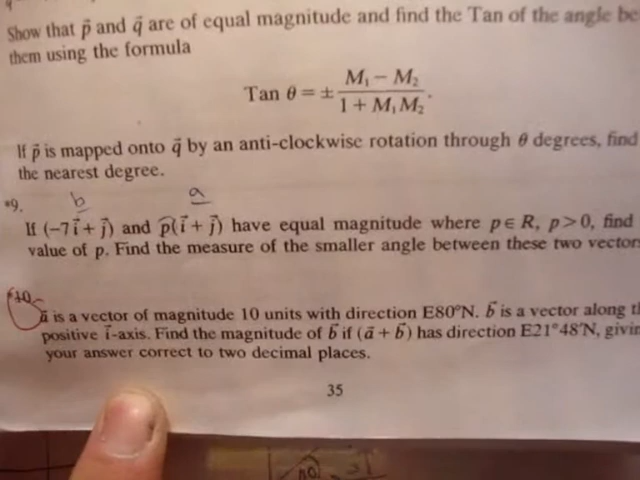 Show that p⃗ and q⃗ are of equal magnitude and find the Tan of the angle be
them using the formula
Tan θ = ± (M₁ − M₂) / (1 + M₁M₂).
If p⃗ is mapped onto q⃗ by an anti-clockwise rotation through θ degrees, find
the nearest degree.
b a
*9.
If (−7i⃗ + j⃗) and p(i⃗ + j⃗) have equal magnitude where p ∈ R, p > 0, find
value of p. Find the measure of the smaller angle between these two vectors
*10.
a⃗ is a vector of magnitude 10 units with direction E80°N. b⃗ is a vector along th
positive i⃗-axis. Find the magnitude of b⃗ if (a⃗ + b⃗) has direction E21°48′N, givin
your answer correct to two decimal places.
35